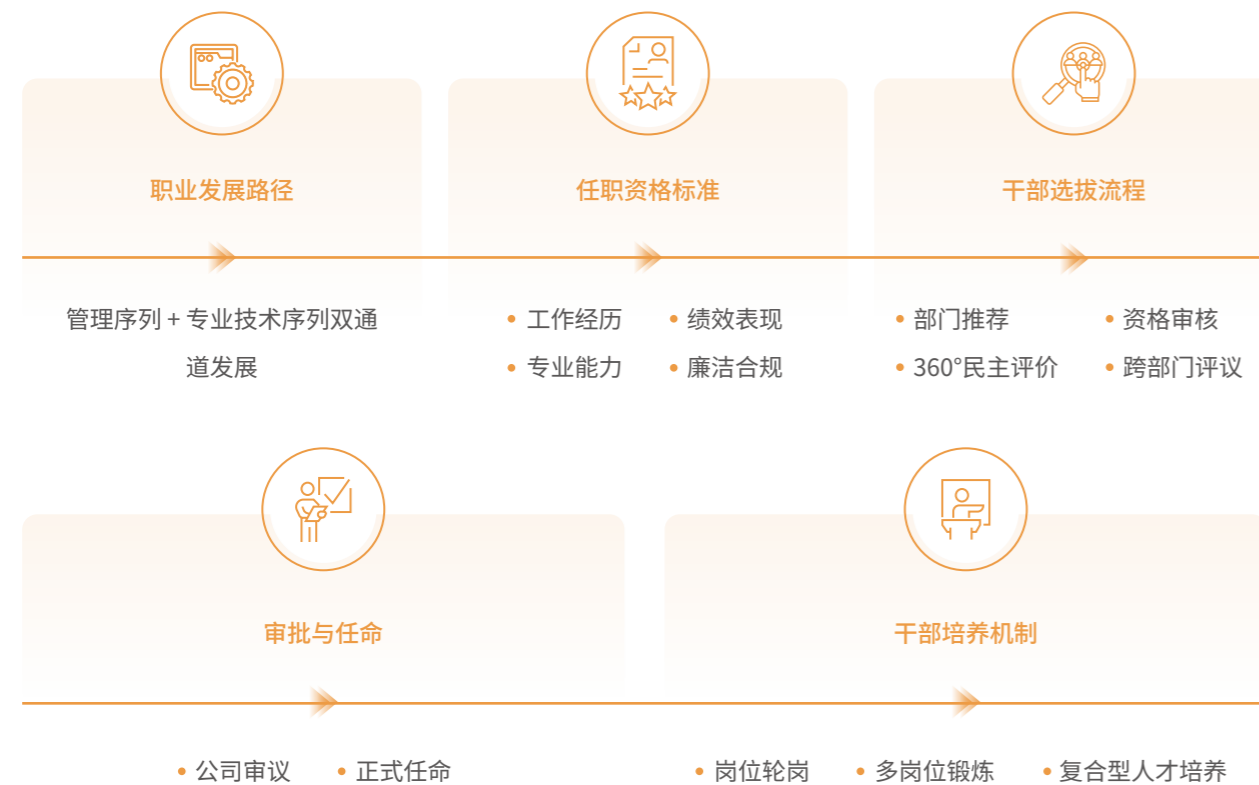 职业发展路径
任职资格标准
干部选拔流程
管理序列 + 专业技术序列双通
道发展
• 工作经历
• 绩效表现
• 专业能力
• 廉洁合规
• 部门推荐
• 资格审核
• 360°民主评价
• 跨部门评议
审批与任命
干部培养机制
• 公司审议
• 正式任命
• 岗位轮岗
• 多岗位锻炼
• 复合型人才培养